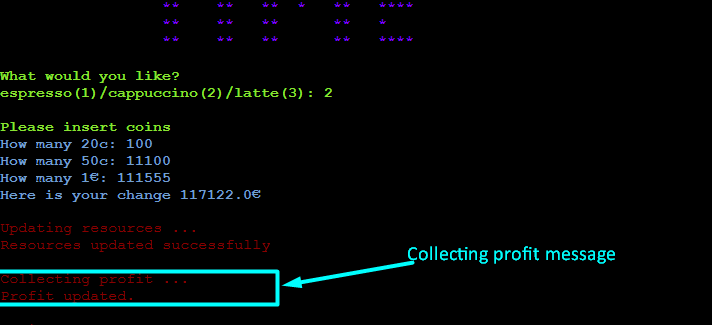 ** ** ** * ** ****
** ** ** ** *
** ** ** ** ****
What would you like?
espresso(1)/cappuccino(2)/latte(3): 2
Please insert coins
How many 20c: 100
How many 50c: 11100
How many 1€: 111555
Here is your change 117122.0€
Updating resources ...
Resources updated successfully
Collecting profit message
Collecting profit ...
Profit updated.